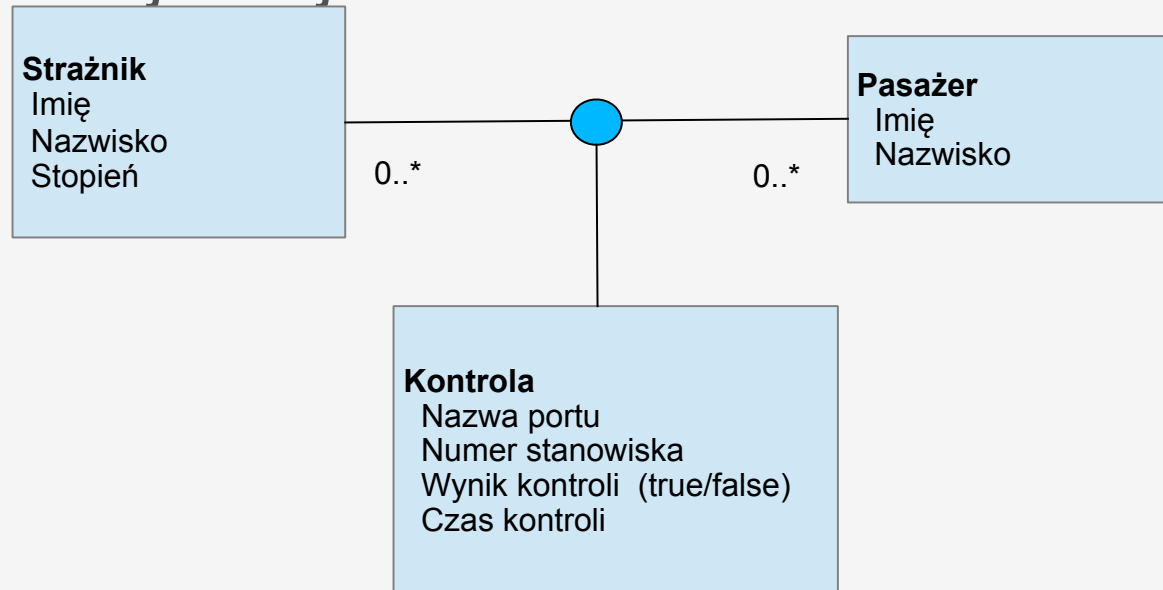 Strażnik
Imię
Nazwisko
Stopień
0..*
0..*
Pasażer
Imię
Nazwisko
Kontrola
Nazwa portu
Numer stanowiska
Wynik kontroli (true/false)
Czas kontroli